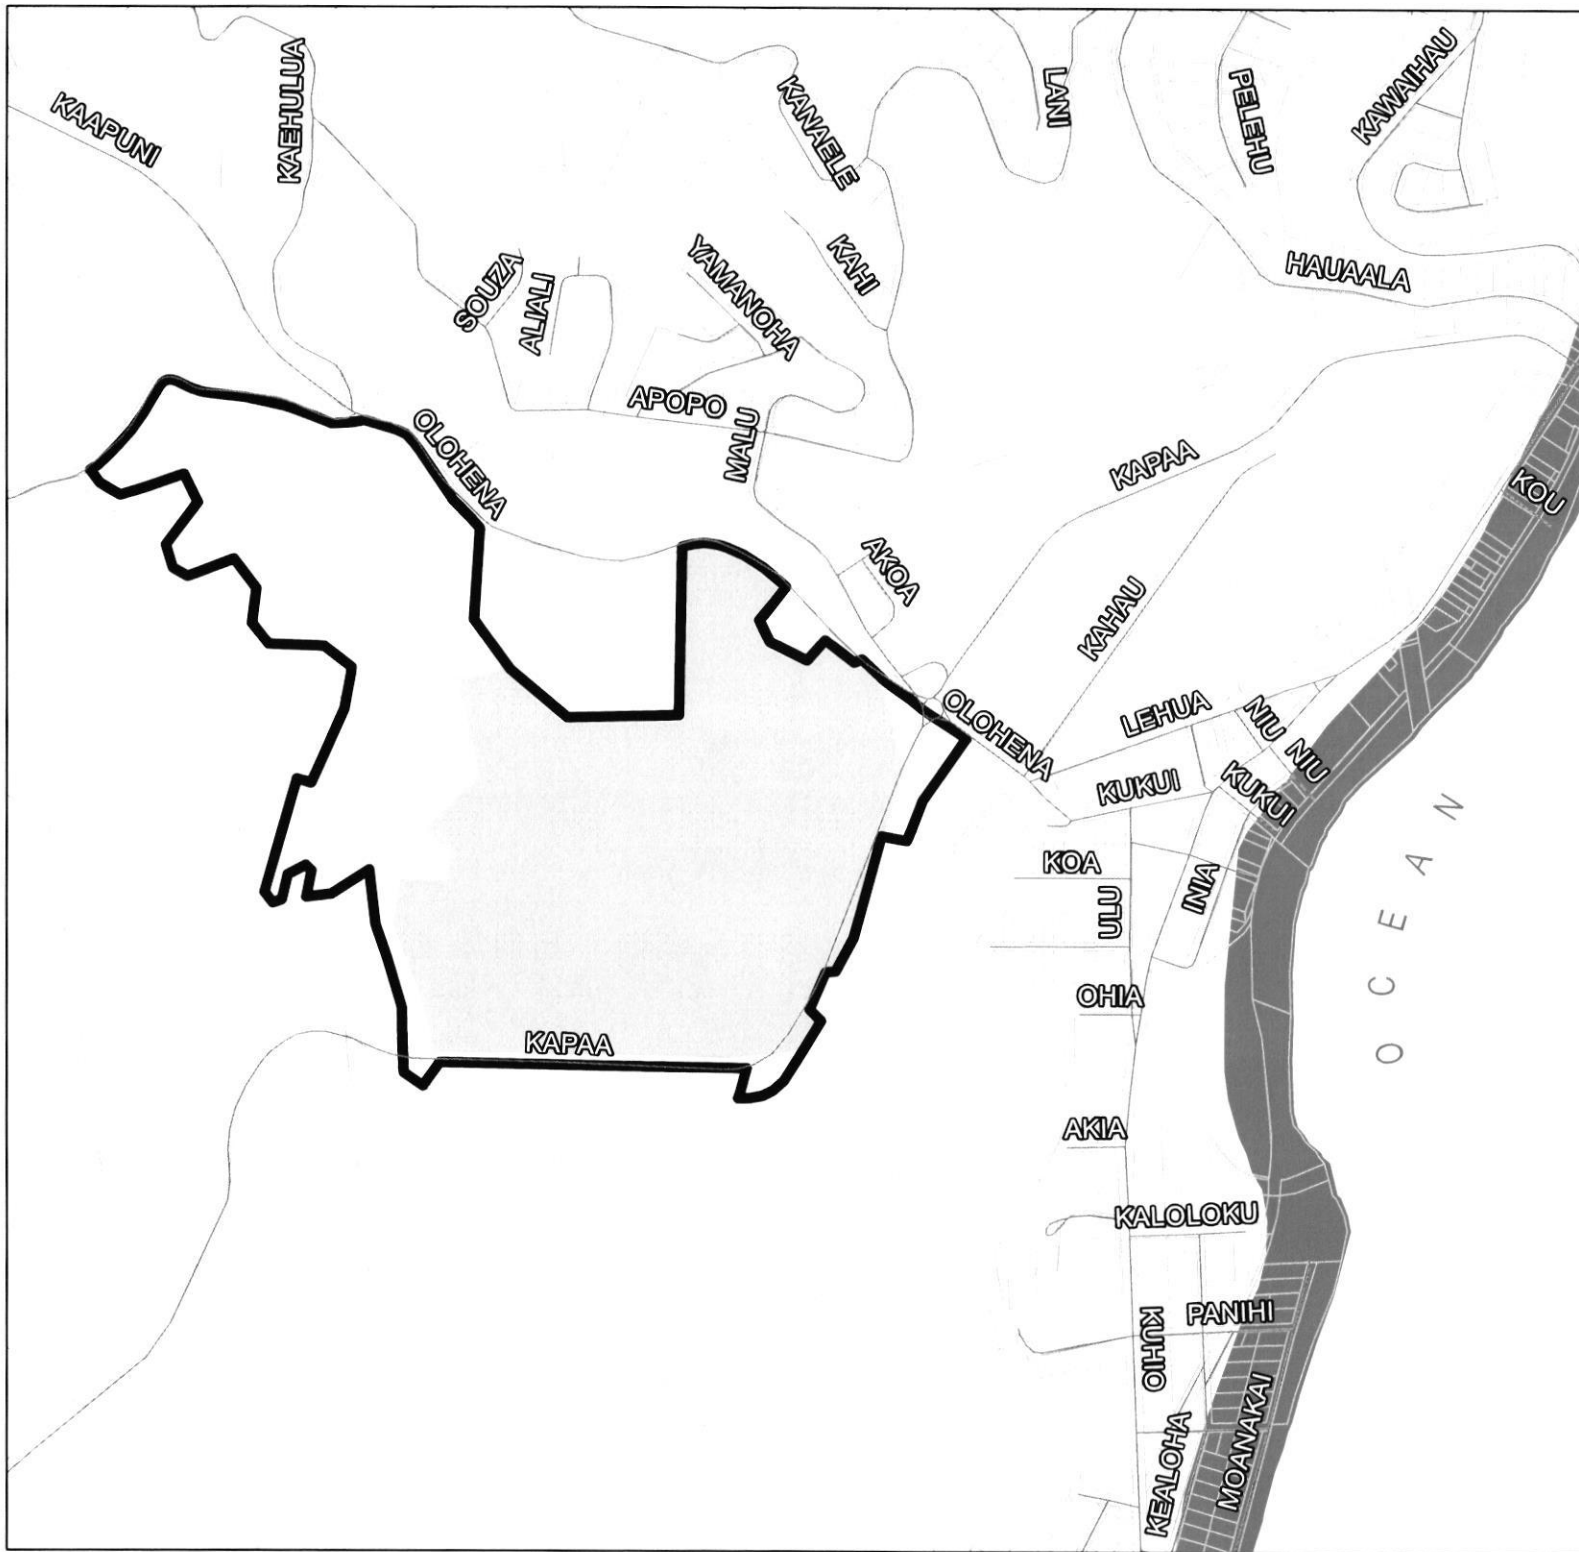 KAAPUNI
KAEHULUA
KANAELE
LANI
PELEHU
KAWAIHAU
SOUZA
ALIALI
YAMANOHA
KAHI
HAUAALA
APOPO
MALU
OLOHENA
KAPAA
KOU
AKOA
KAHAU
OLOHENA
LEHUA
NIU
NIU
KUKUI
KUKUI
KOA
ULU
INIA
OCEAN
OHIA
KAPAA
AKIA
KALOLOKU
KUHIO
PANIHI
KEALOHA
MOANAKAI